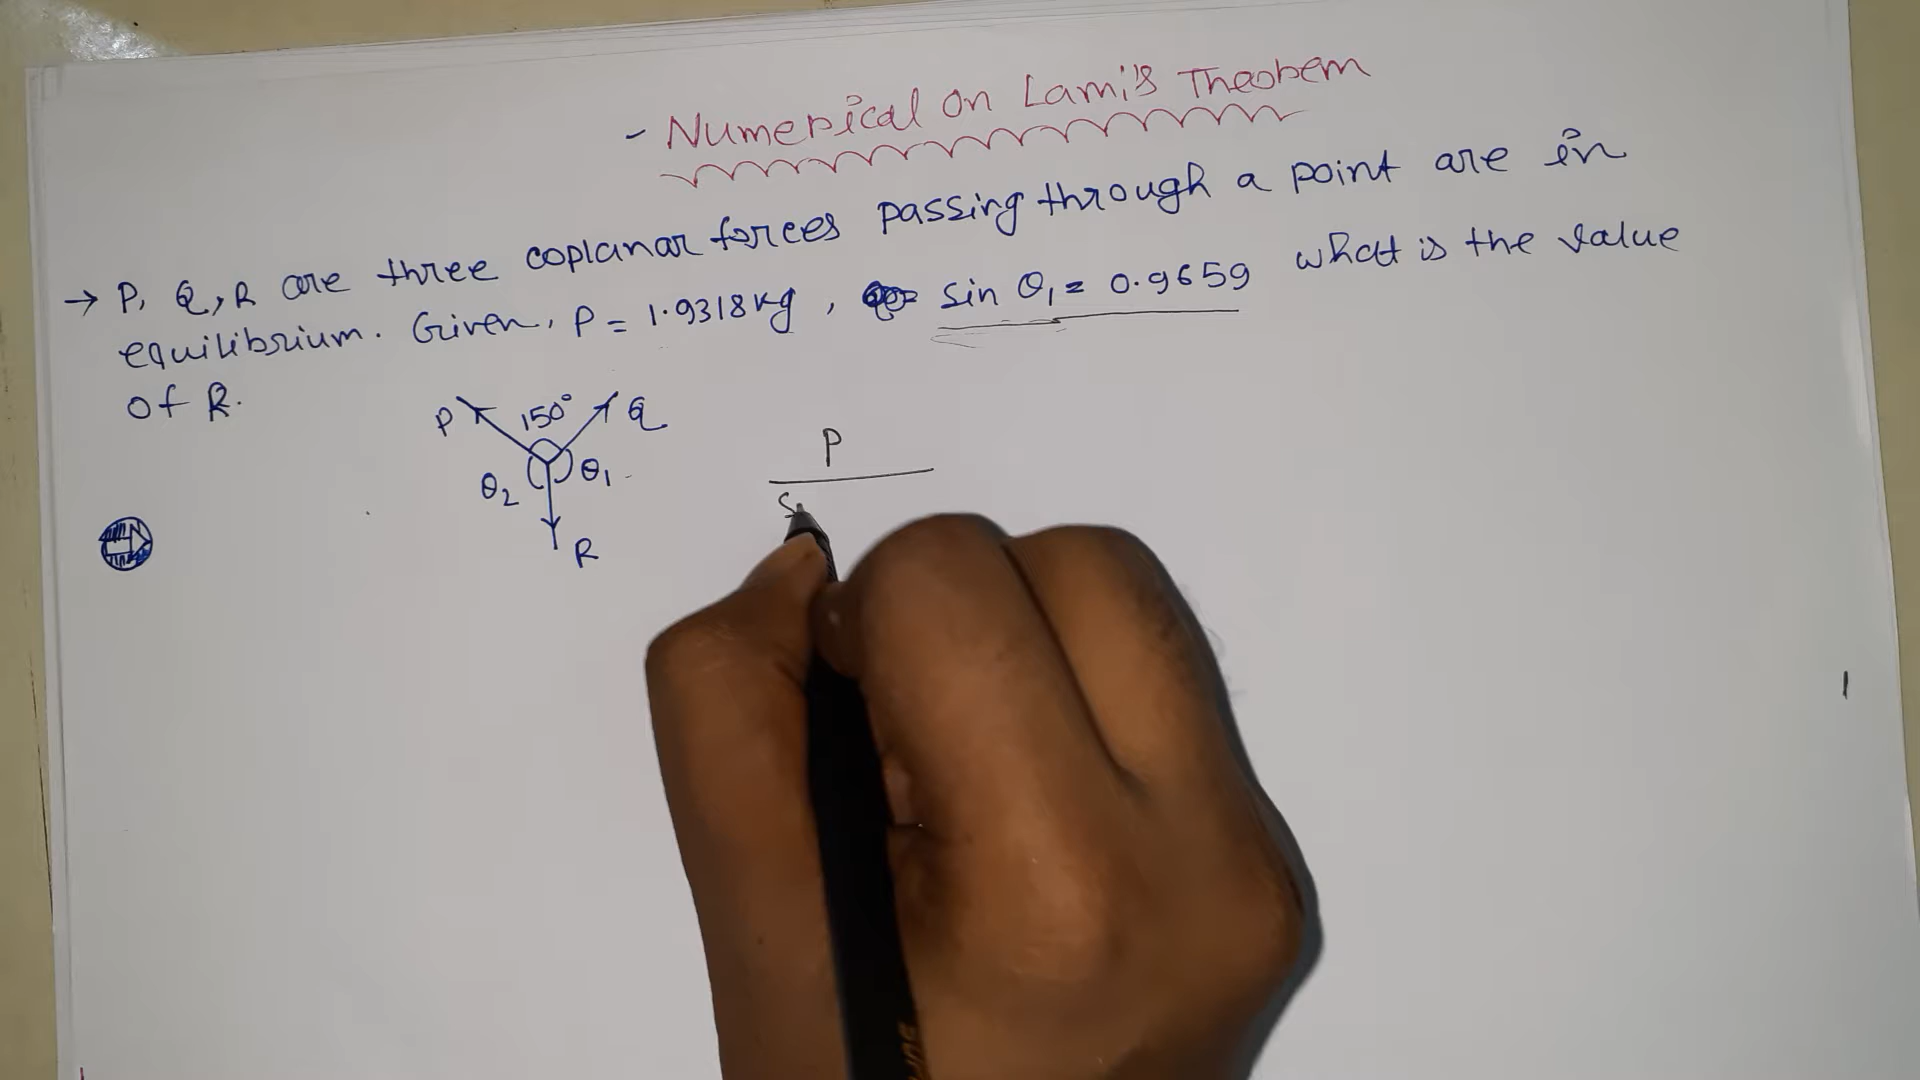 - Numerical on Lami's Theorem
→ P, Q, R are three coplanar forces passing through a point are in
equilibrium. Given, P = 1.9318 kg, sin θ₁ = 0.9659 what is the value
of R.
P 150° Q
θ₂ θ₁
R
P
S